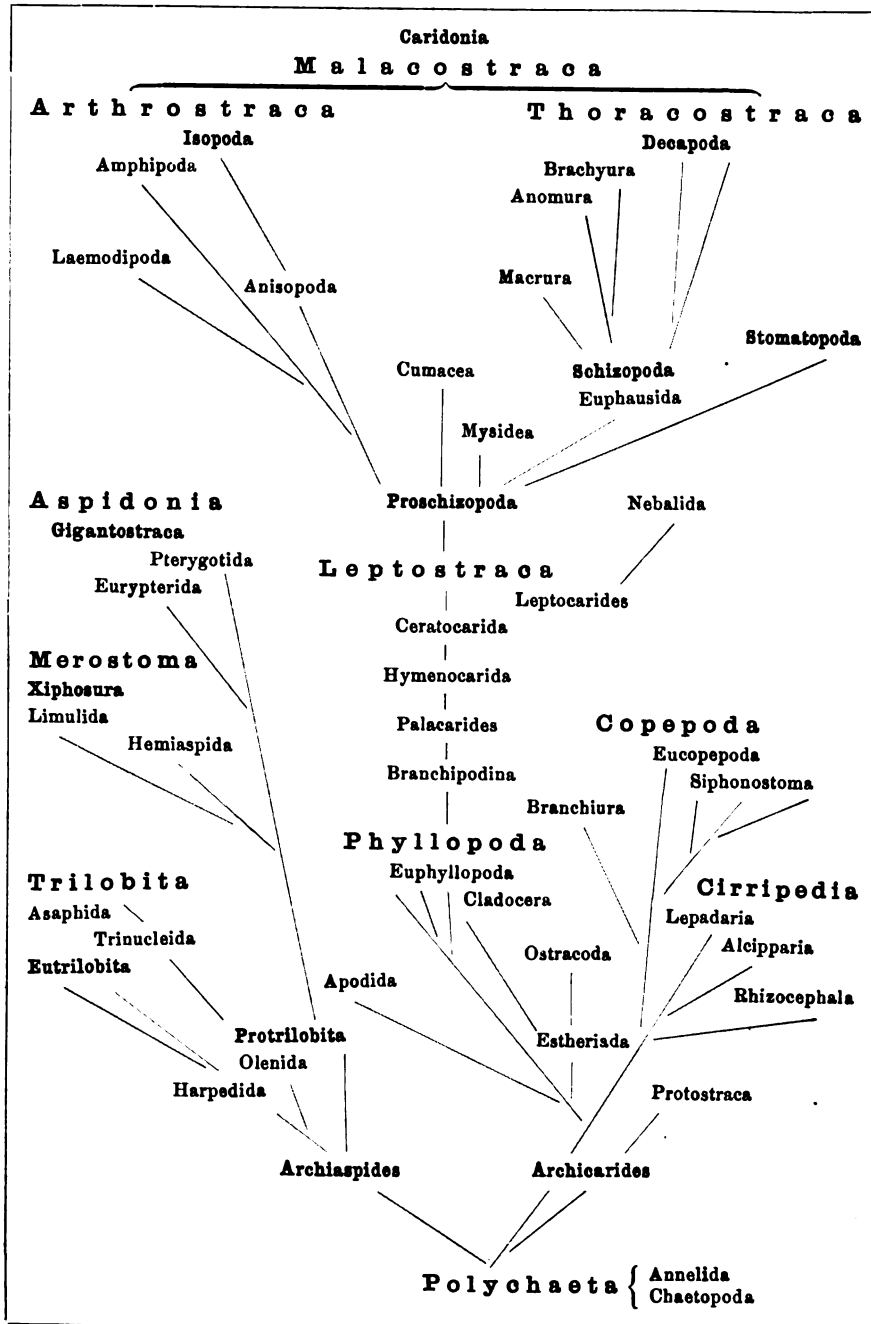 Caridonia
Malacostraca
Arthrostraca
Thoracostraca
Isopoda
Decapoda
Amphipoda
Brachyura
Anomura
Laemodipoda
Anisopoda
Macrura
Stomatopoda
Cumacea
Schizopoda
Euphausida
Mysidea
Aspidonia
Proschizopoda
Nebalida
Gigantostraca
Pterygotida
Leptostraca
Eurypterida
Leptocarides
Ceratocarida
Merostoma
Hymenocarida
Xiphosura
Limulida
Palacarides
Copepoda
Hemiaspida
Eucopepoda
Branchipodina
Siphonostoma
Branchiura
Phyllopoda
Trilobita
Euphyllopoda
Cirripedia
Cladocera
Asaphida
Lepadaria
Trinucleida
Alcipparia
Ostracoda
Eutrilobita
Apodida
Rhizocephala
Protrilobita
Estheriada
Olenida
Harpedida
Protostraca
Archiaspides
Archicarides
Polychaeta { Annelida
Chaetopoda